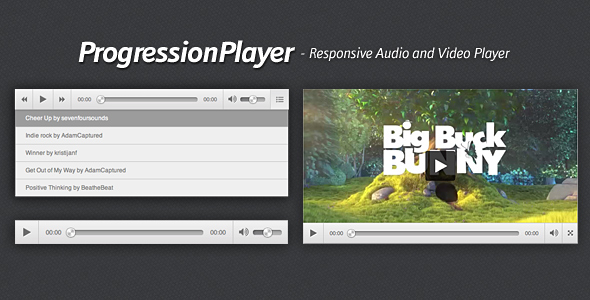 ProgressionPlayer - Responsive Audio and Video Player
00:00 00:00
Cheer Up by sevenfoursounds
Indie rock by AdamCaptured
Winner by kristijanf
Get Out of My Way by AdamCaptured
Positive Thinking by BeatheBeat
00:00 00:00
Big Buck
BUNNY
00:00 00:00